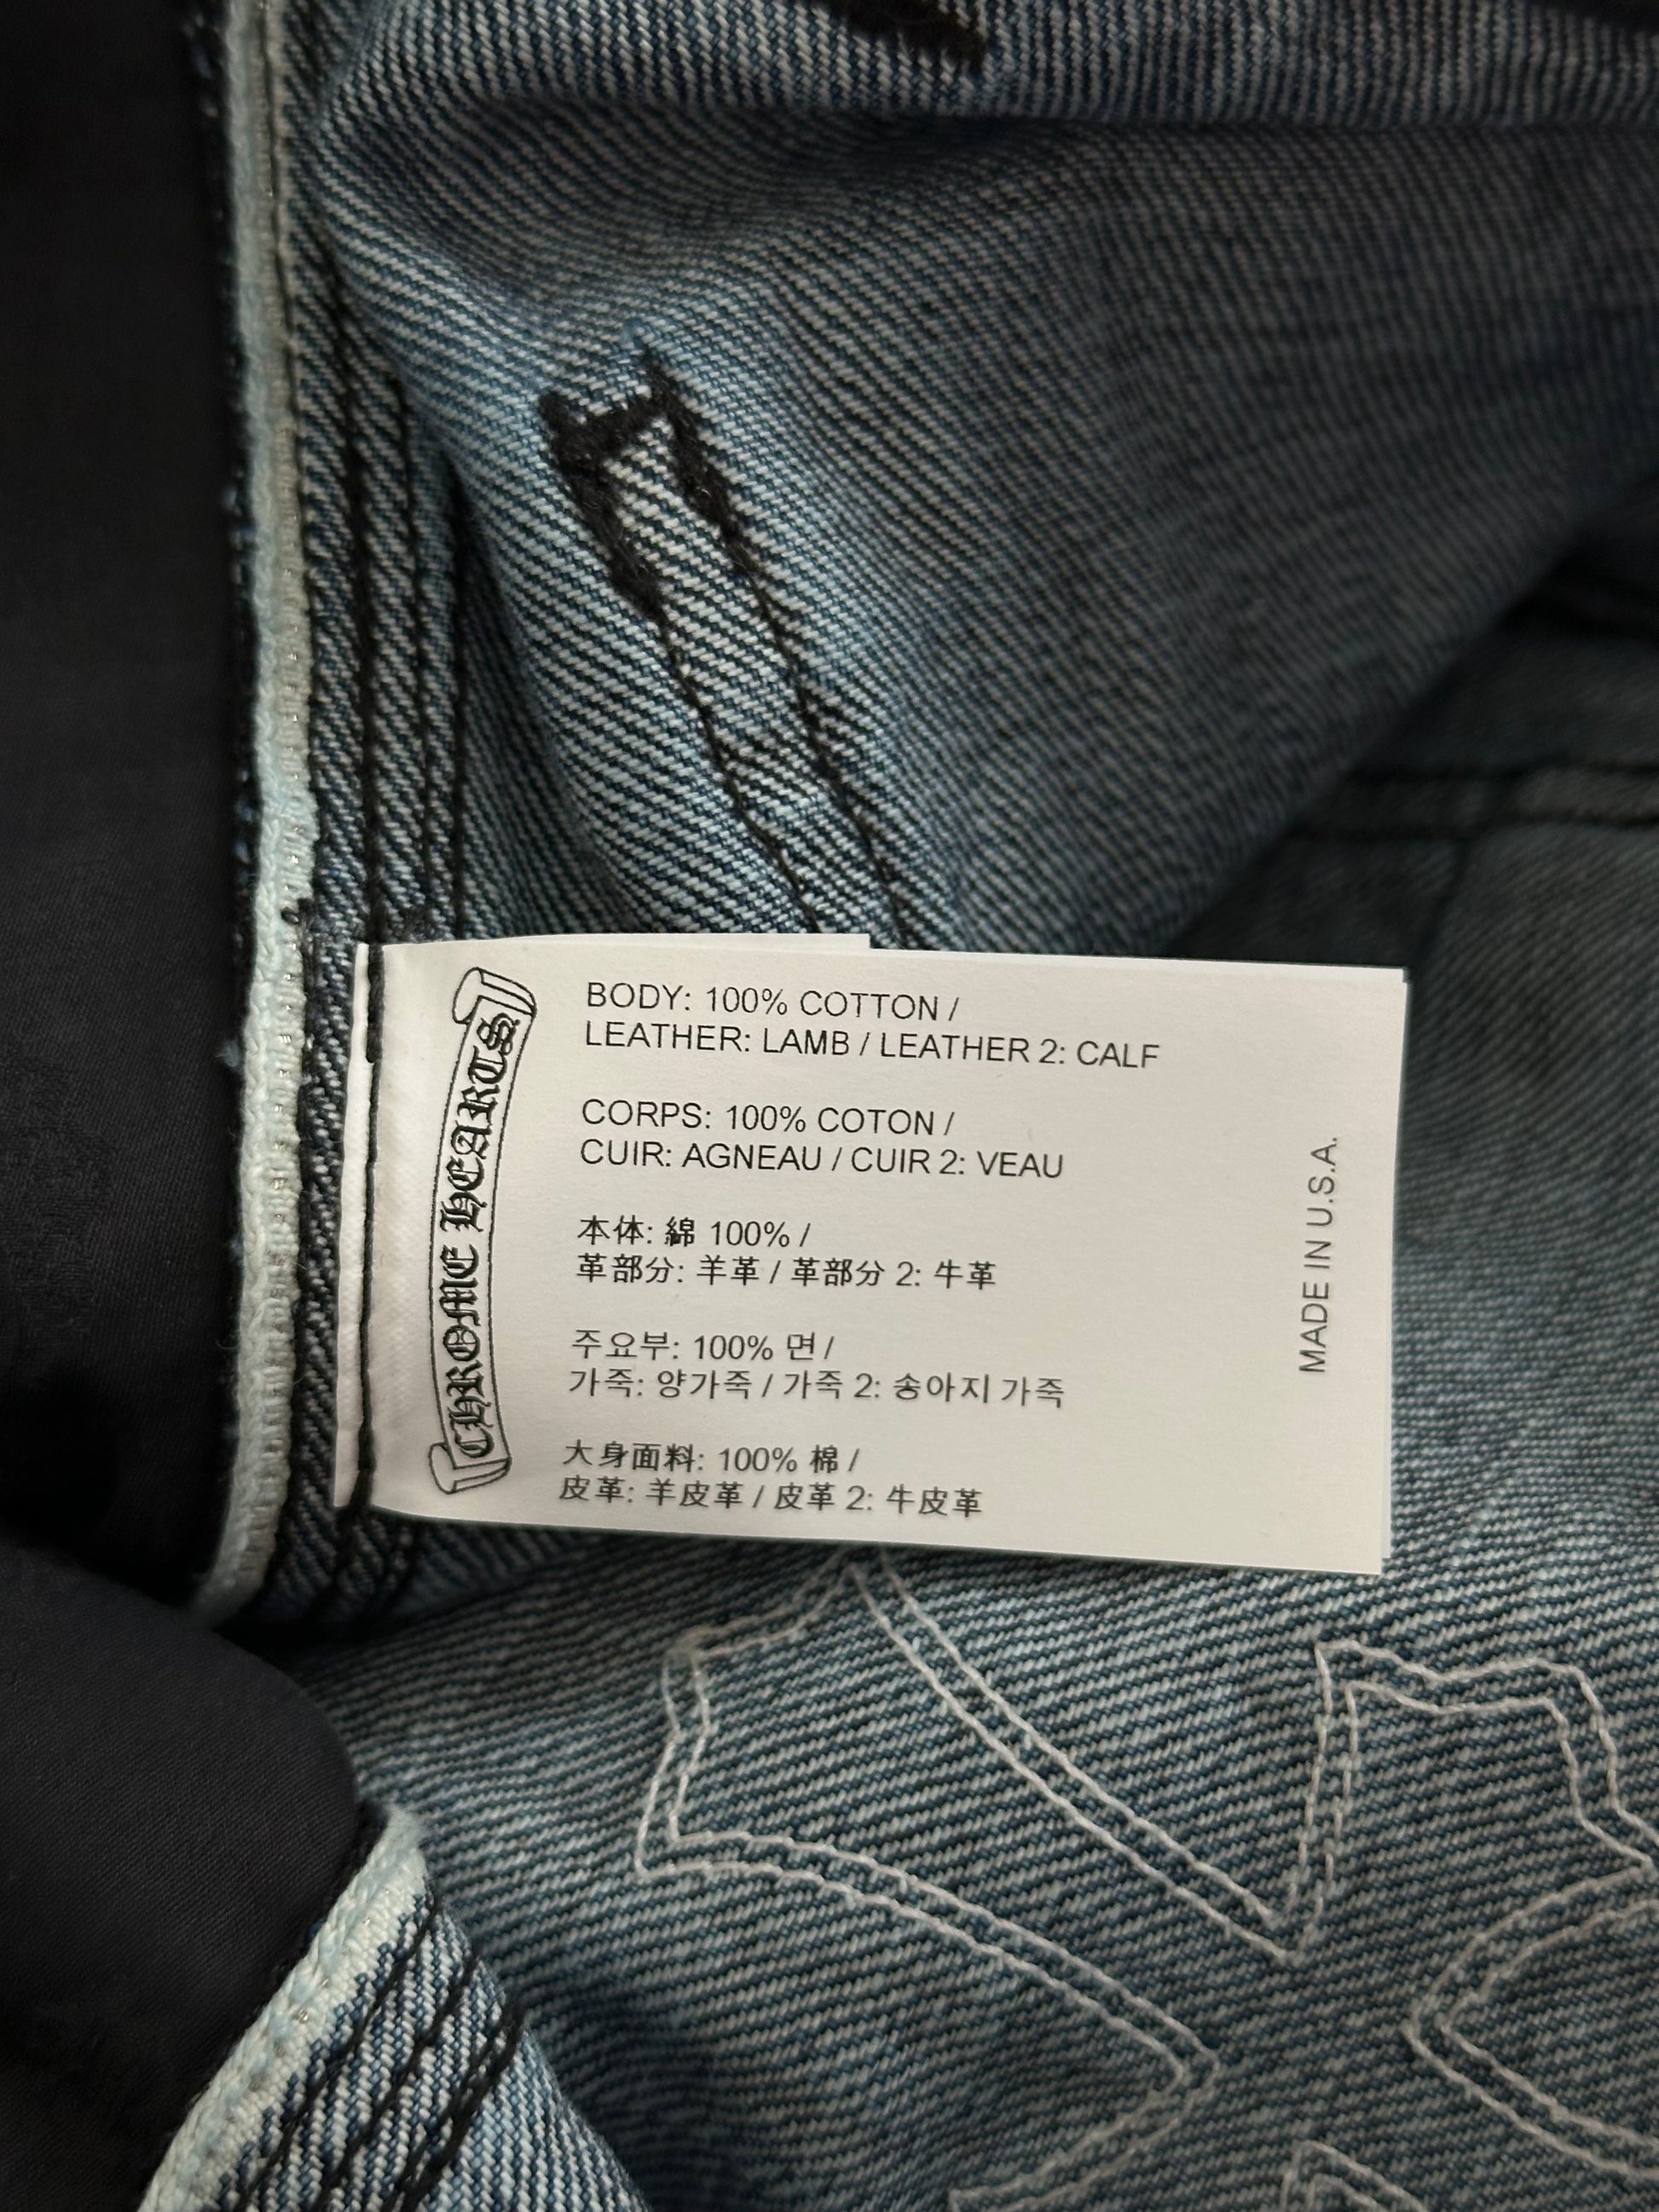 CHROME HEARTS
BODY: 100% COTTON /
LEATHER: LAMB / LEATHER 2: CALF
CORPS: 100% COTON /
CUIR: AGNEAU / CUIR 2: VEAU
本体: 綿 100% /
革部分: 羊革 / 革部分 2: 牛革
주요부: 100% 면 /
가죽: 양가죽 / 가죽 2: 송아지 가죽
大身面料: 100% 棉 /
皮革: 羊皮革 / 皮革 2: 牛皮革
MADE IN U.S.A.